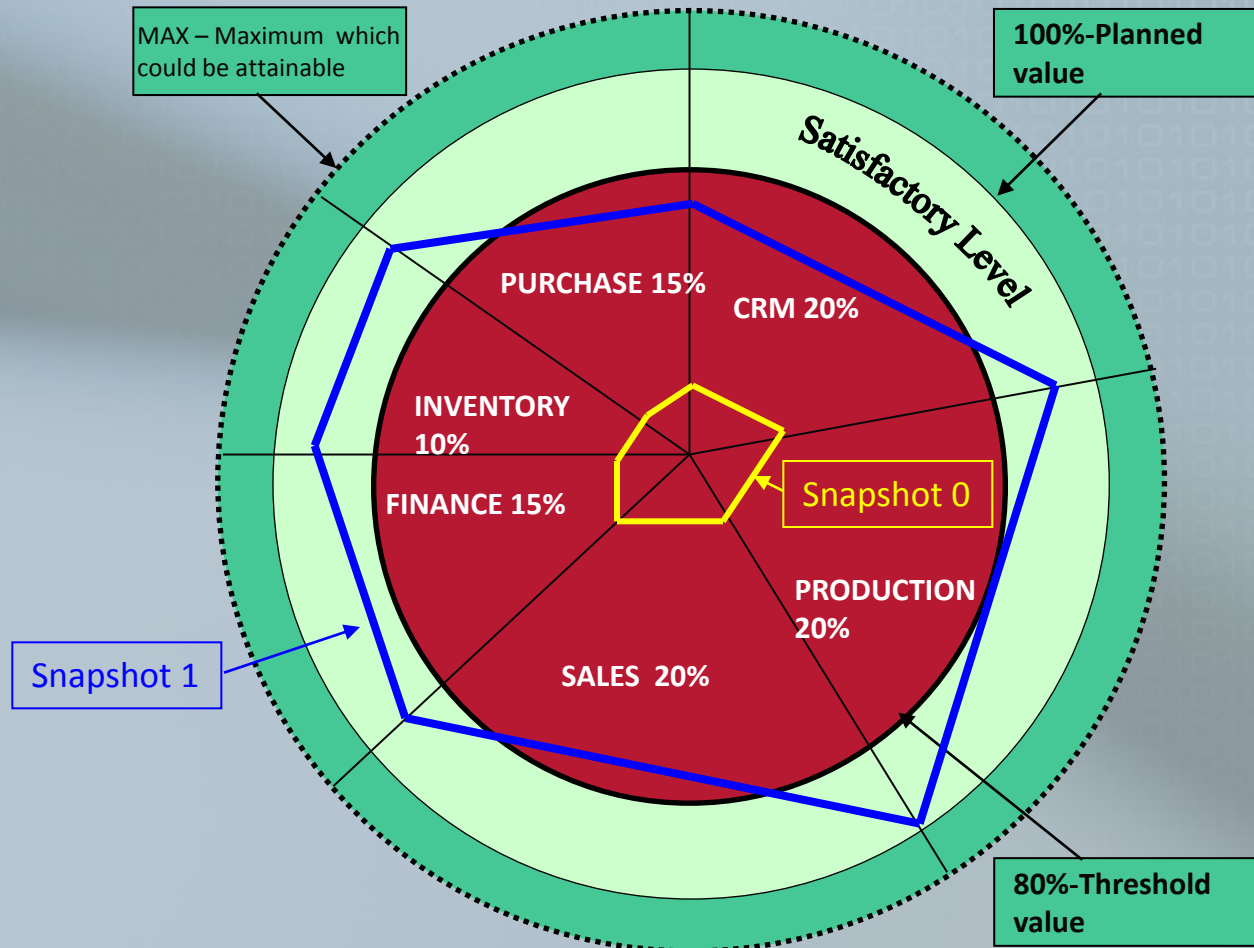 MAX – Maximum which
could be attainable
100%-Planned
value
Satisfactory Level
PURCHASE 15%
CRM 20%
INVENTORY
10%
FINANCE 15%
Snapshot 0
PRODUCTION
20%
SALES 20%
Snapshot 1
80%-Threshold
value